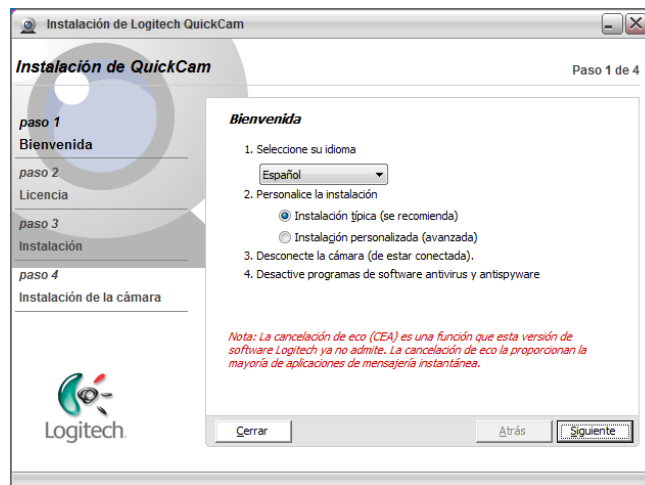 Instalación de Logitech QuickCam
Instalación de QuickCam
Paso 1 de 4
paso 1
Bienvenida
paso 2
Licencia
paso 3
Instalación
paso 4
Instalación de la cámara
Logitech
Bienvenida
1. Seleccione su idioma
Español
2. Personalice la instalación
Instalación típica (se recomienda)
Instalación personalizada (avanzada)
3. Desconecte la cámara (de estar conectada).
4. Desactive programas de software antivirus y antispyware
Nota: La cancelación de eco (CEA) es una función que esta versión de
software Logitech ya no admite. La cancelación de eco la proporcionan la
mayoría de aplicaciones de mensajería instantánea.
Cerrar
Atrás
Siguiente